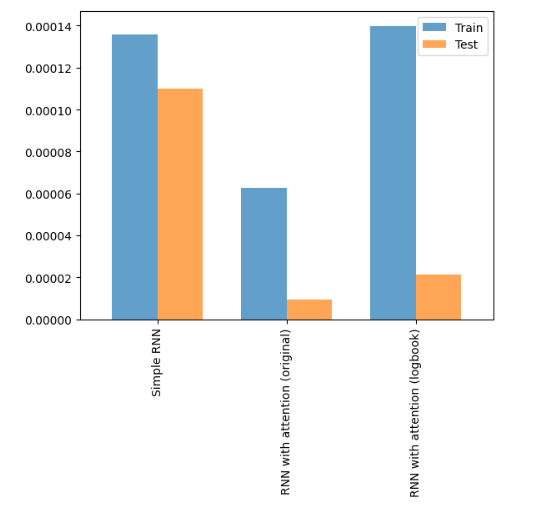 0.00014
0.00012
0.00010
0.00008
0.00006
0.00004
0.00002
0.00000
Train
Test
Simple RNN
RNN with attention (original)
RNN with attention (logbook)